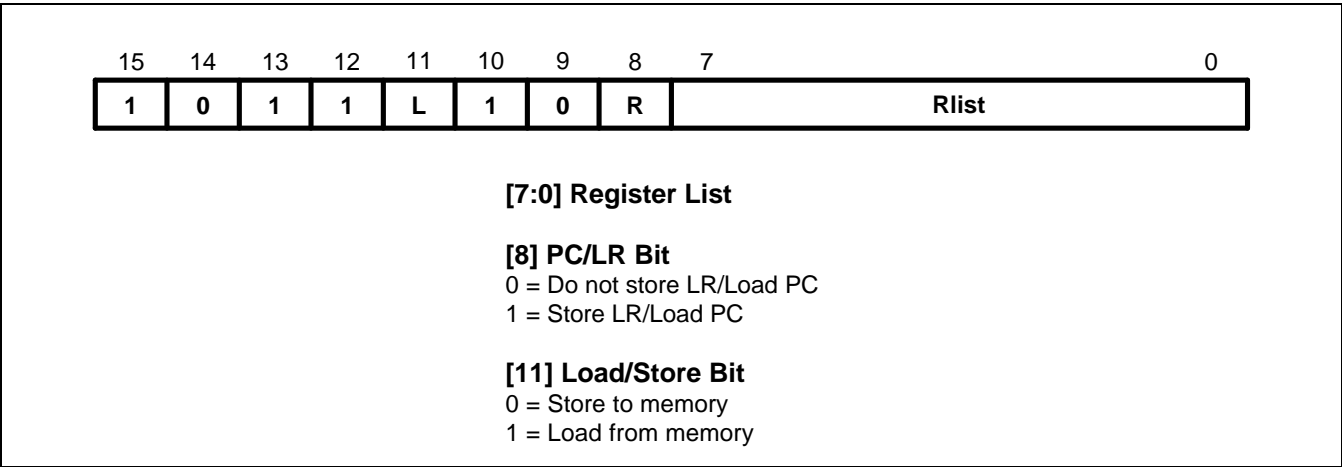 15 14 13 12 11 10 9 8 7 0
1 0 1 1 L 1 0 R Rlist
[7:0] Register List
[8] PC/LR Bit
0 = Do not store LR/Load PC
1 = Store LR/Load PC
[11] Load/Store Bit
0 = Store to memory
1 = Load from memory